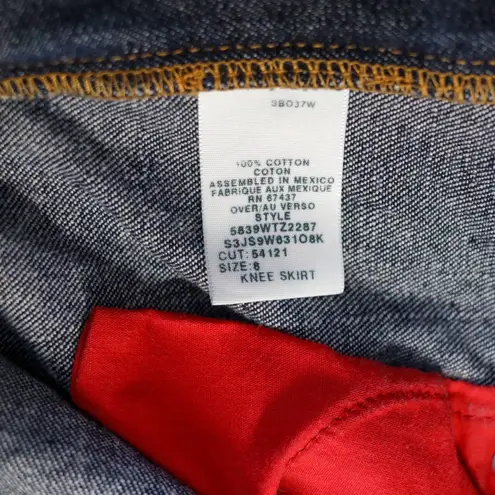 SBO37W
100% COTTON
COTON
ASSEMBLED IN MEXICO
FABRIQUE AUX MEXIQUE
RN 67437
OVER/AU VERSO
STYLE
5839WTZ2287
S3JS9W631O8K
CUT: 54121
SIZE: 8
KNEE SKIRT